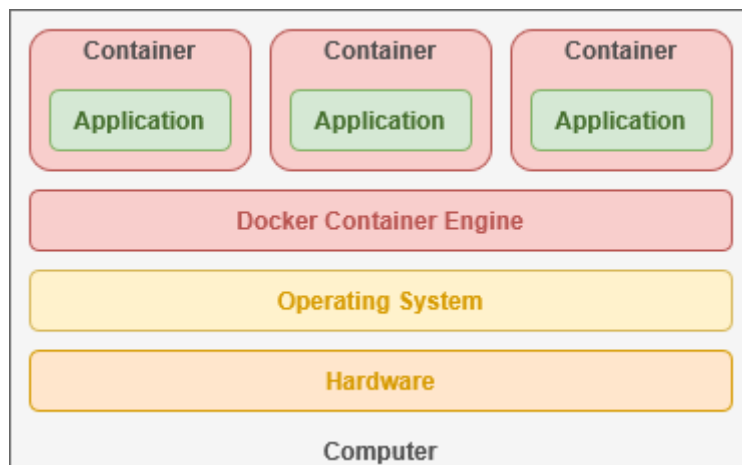 Container Container Container
Application Application Application
Docker Container Engine
Operating System
Hardware
Computer